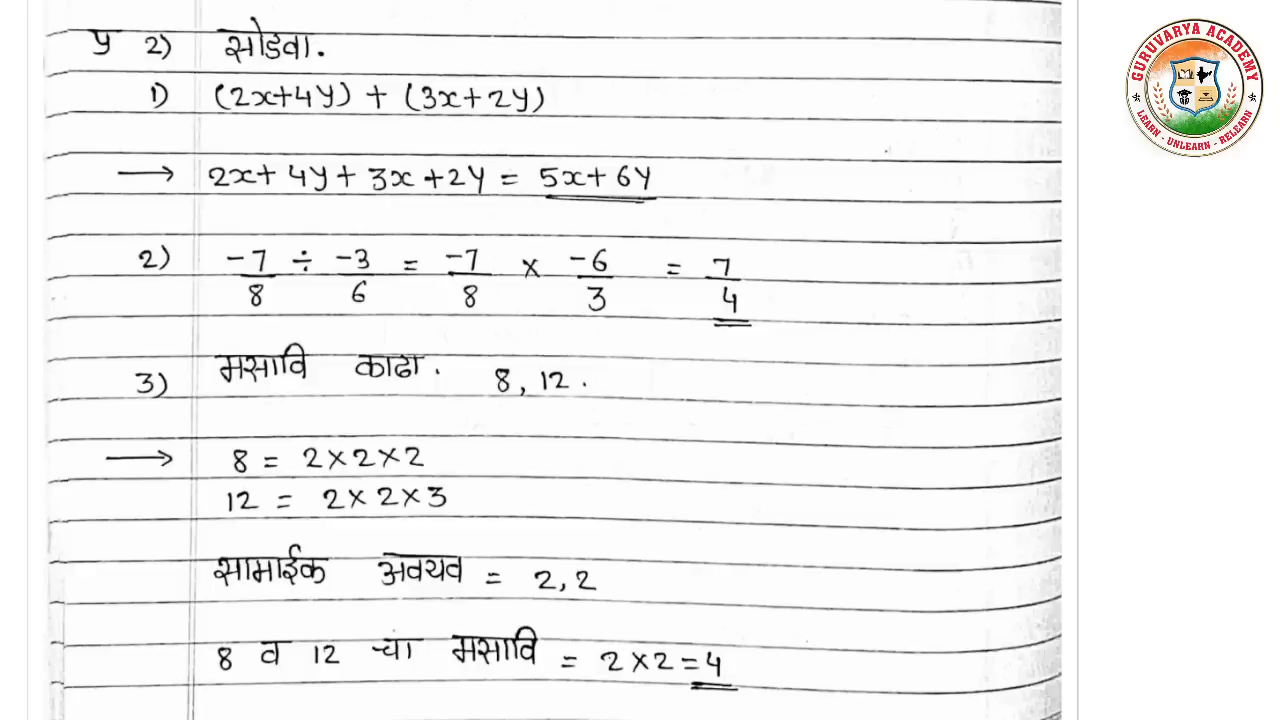 प्र 2) सोडवा.
1) (2x+4y) + (3x+2y)
→ 2x+ 4y+ 3x +2y = 5x+ 6y
2) -7/8 ÷ -3/6 = -7/8 × -6/3 = 7/4
3) मसावि काढा. 8, 12.
→ 8 = 2×2×2
12 = 2×2×3
सामाईक अवयव = 2, 2
8 व 12 चा मसावि = 2×2=4
GURUVARYA ACADEMY
LEARN - UNLEARN - RELEARN